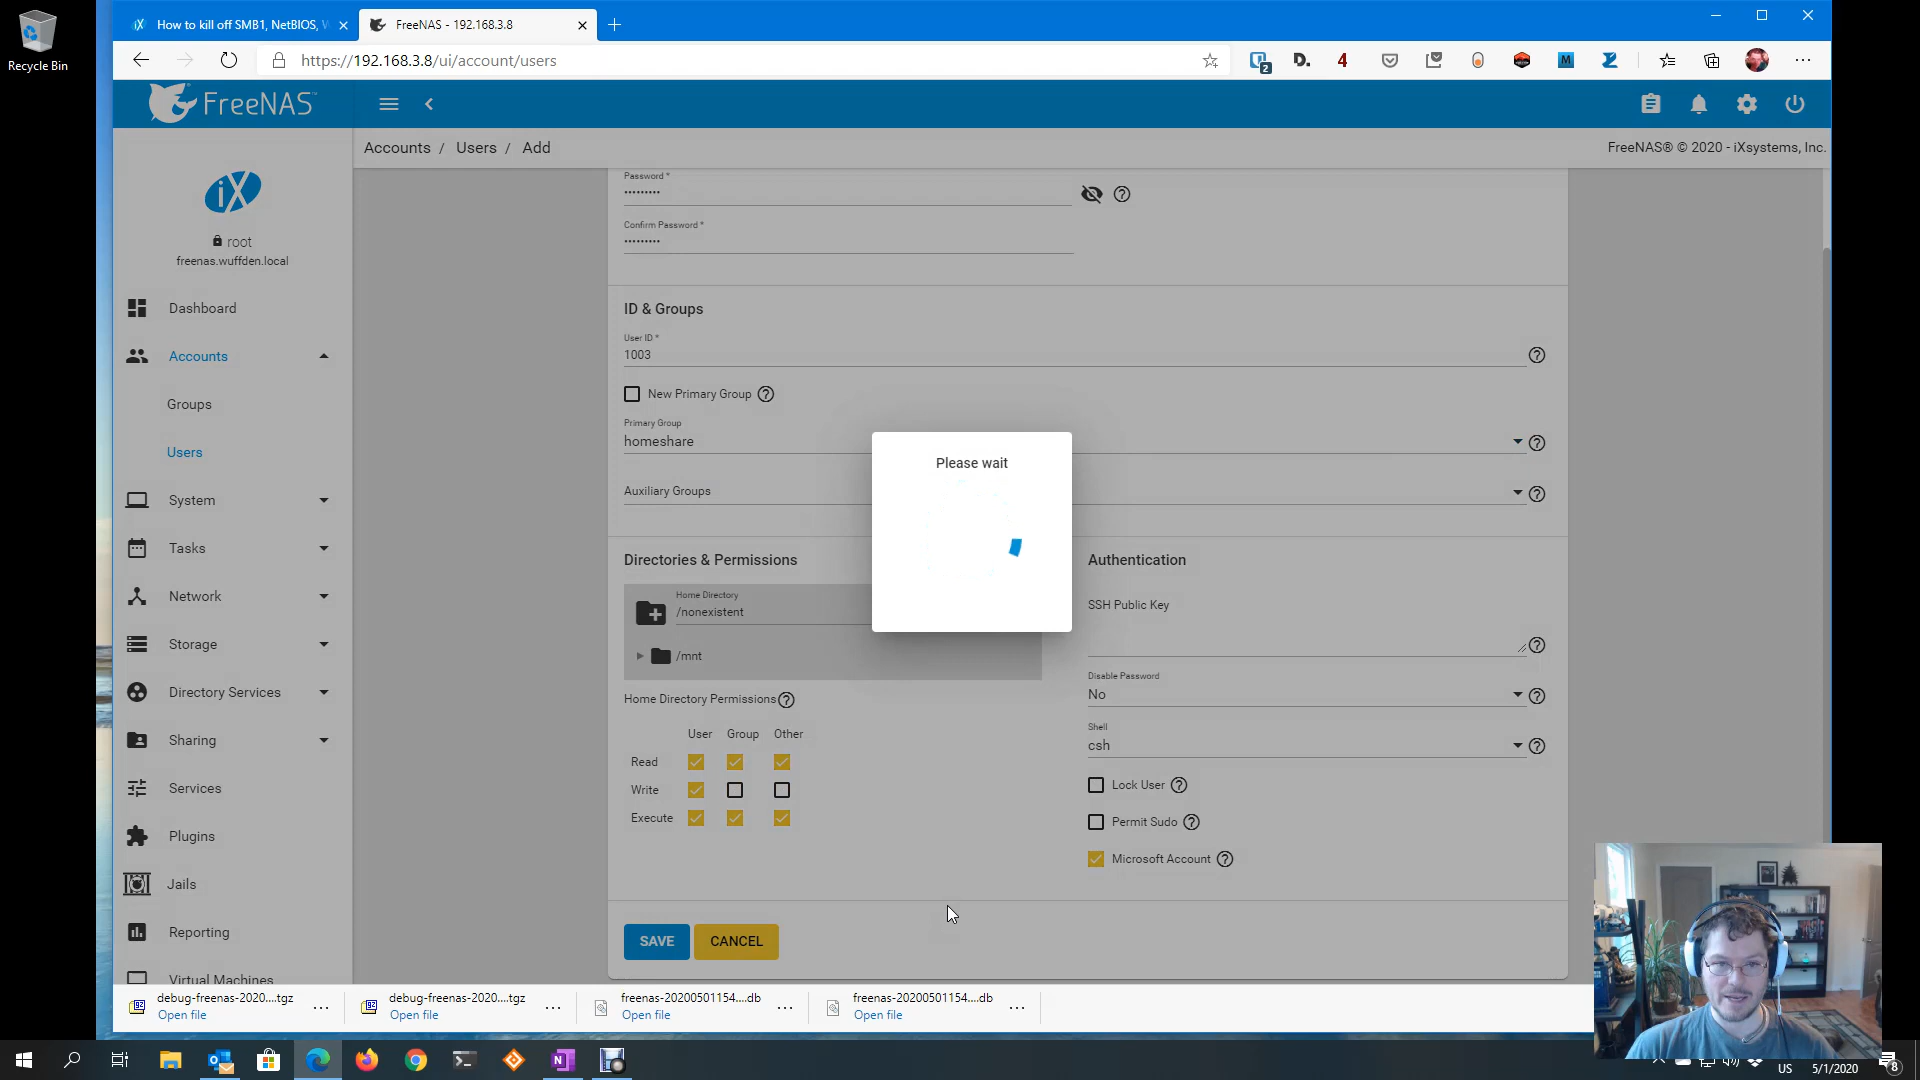 Recycle Bin
How to kill off SMB1, NetBIOS, W
FreeNAS - 192.168.3.8
https://192.168.3.8/ui/account/users
2
D.
4
M
FreeNAS
Accounts / Users / Add
FreeNAS® © 2020 - iXsystems, Inc.
iX
root
freenas.wuffden.local
Dashboard
Accounts
Groups
Users
System
Tasks
Network
Storage
Directory Services
Sharing
Services
Plugins
Jails
Reporting
Virtual Machines
Password *
•••••••••
Confirm Password *
•••••••••
ID & Groups
User ID *
1003
New Primary Group
Primary Group
homeshare
Auxiliary Groups
Please wait
Directories & Permissions
Home Directory
/nonexistent
/mnt
Home Directory Permissions
User Group Other
Read
Write
Execute
Authentication
SSH Public Key
Disable Password
No
Shell
csh
Lock User
Permit Sudo
Microsoft Account
SAVE
CANCEL
debug-freenas-2020....tgz
Open file
debug-freenas-2020....tgz
Open file
freenas-20200501154....db
Open file
freenas-20200501154....db
Open file
US
5/1/2020
8